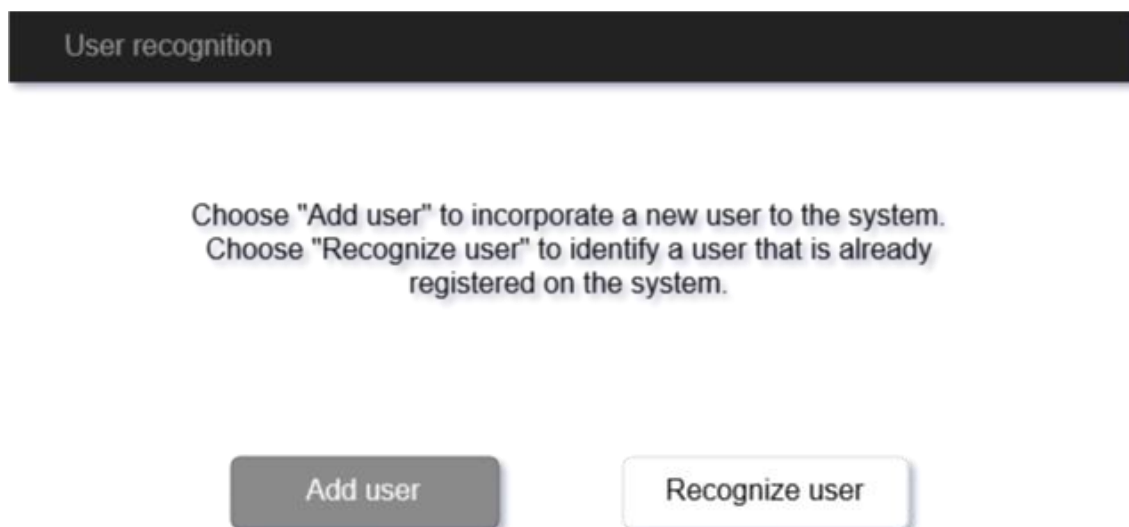 User recognition
Choose "Add user" to incorporate a new user to the system.
Choose "Recognize user" to identify a user that is already
registered on the system.
Add user
Recognize user